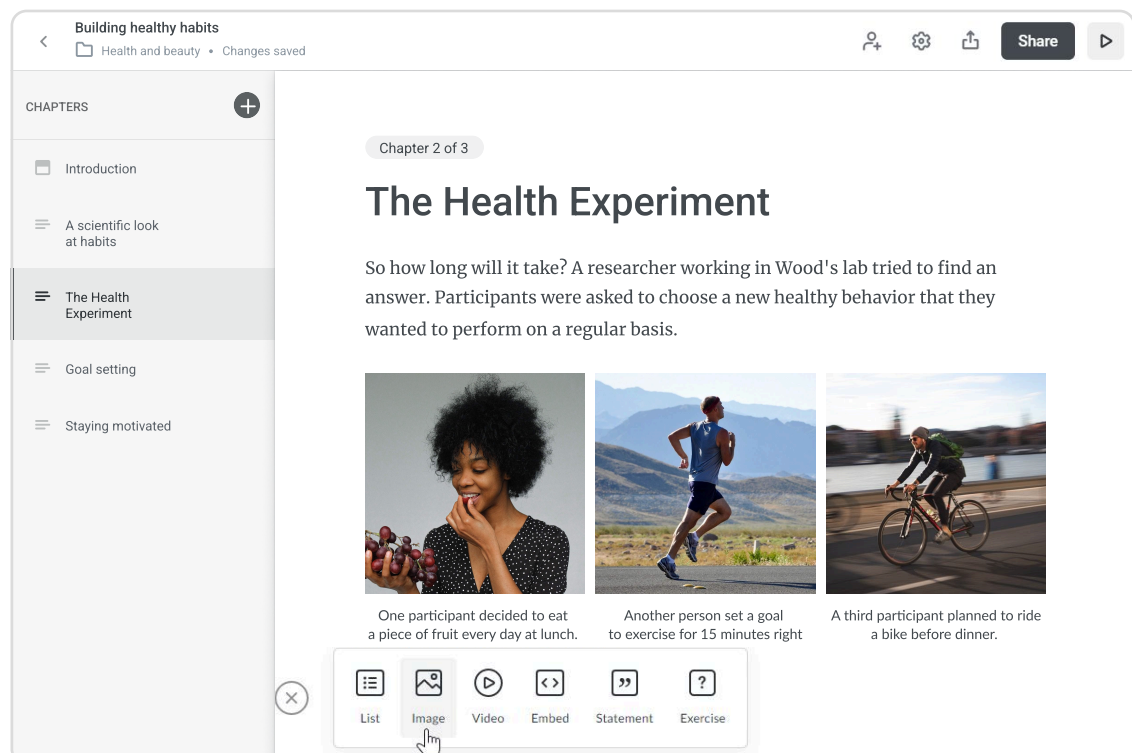 Building healthy habits
Health and beauty • Changes saved
Share
CHAPTERS
Introduction
A scientific look
at habits
The Health
Experiment
Goal setting
Staying motivated
Chapter 2 of 3
The Health Experiment
So how long will it take? A researcher working in Wood's lab tried to find an
answer. Participants were asked to choose a new healthy behavior that they
wanted to perform on a regular basis.
One participant decided to eat
a piece of fruit every day at lunch.
Another person set a goal
to exercise for 15 minutes right
A third participant planned to ride
a bike before dinner.
List
Image
Video
Embed
Statement
Exercise